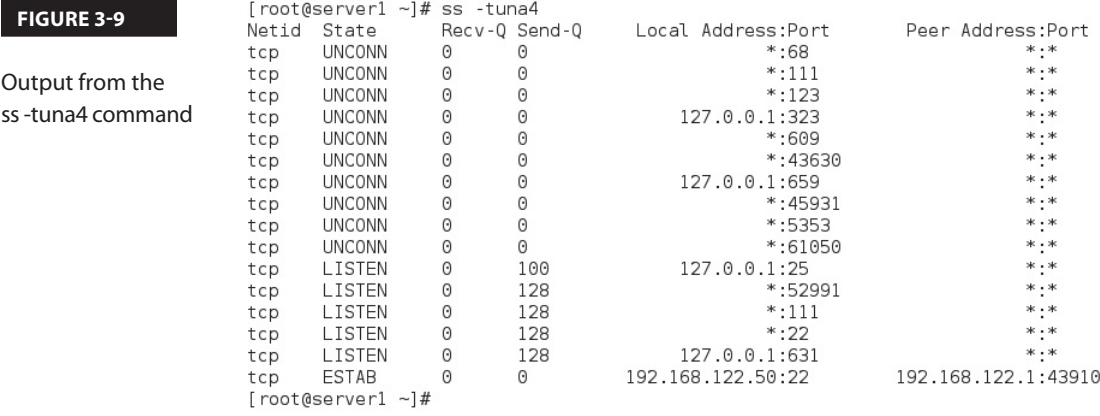 FIGURE 3-9
Output from the
ss -tuna4 command
[root@server1 ~]# ss -tuna4
Netid State Recv-Q Send-Q Local Address:Port Peer Address:Port
tcp UNCONN 0 0 *:68 *:*
tcp UNCONN 0 0 *:111 *:*
tcp UNCONN 0 0 *:123 *:*
tcp UNCONN 0 0 127.0.0.1:323 *:*
tcp UNCONN 0 0 *:609 *:*
tcp UNCONN 0 0 *:43630 *:*
tcp UNCONN 0 0 127.0.0.1:659 *:*
tcp UNCONN 0 0 *:45931 *:*
tcp UNCONN 0 0 *:5353 *:*
tcp UNCONN 0 0 *:61050 *:*
tcp LISTEN 0 100 127.0.0.1:25 *:*
tcp LISTEN 0 128 *:52991 *:*
tcp LISTEN 0 128 *:111 *:*
tcp LISTEN 0 128 *:22 *:*
tcp LISTEN 0 128 127.0.0.1:631 *:*
tcp ESTAB 0 0 192.168.122.50:22 192.168.122.1:43910
[root@server1 ~]#